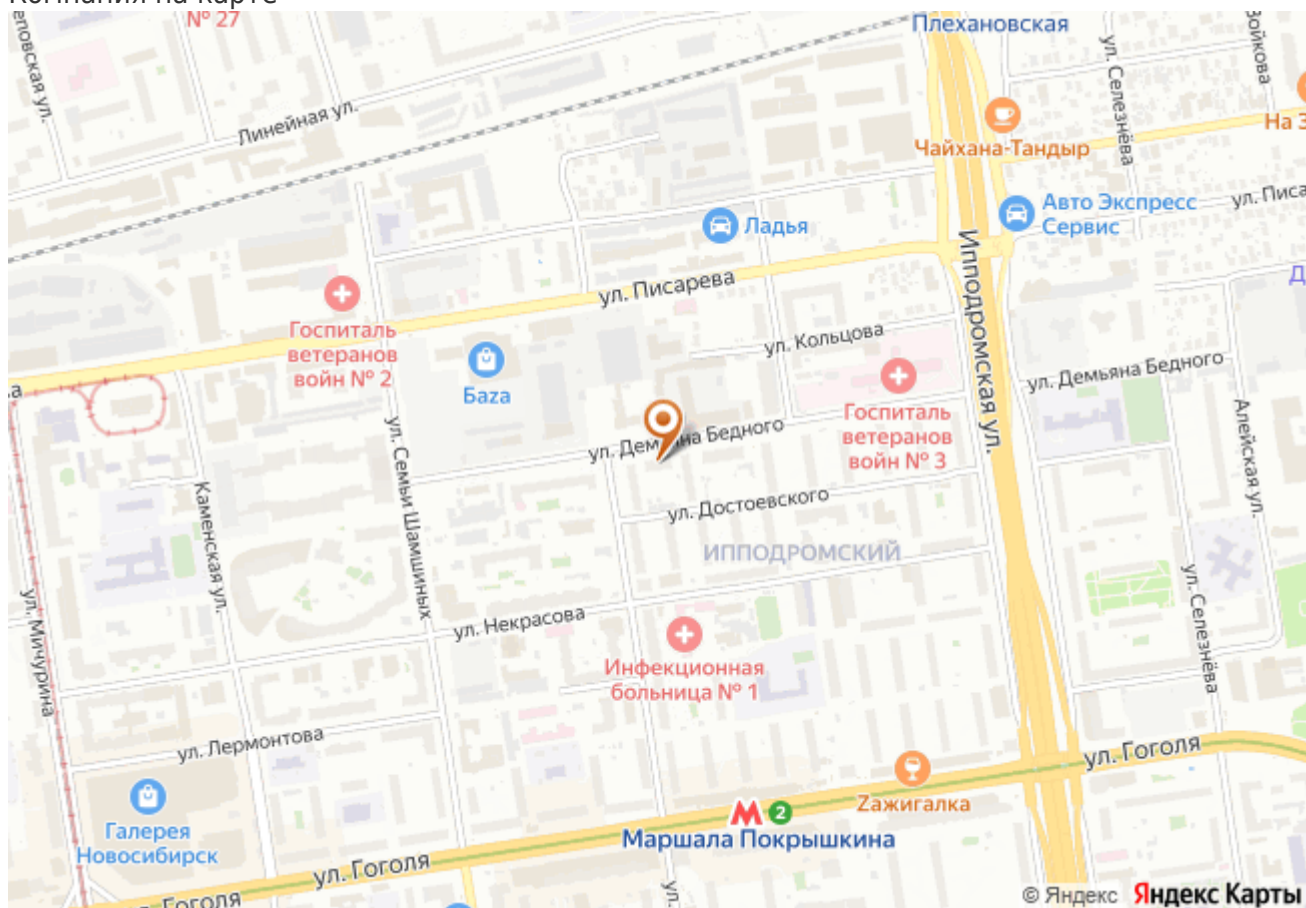 Компания на карте
№ 27
Плехановская
Линейная ул.
ул. Селезнёва
Войкова
Чайхана-Тандыр
На З
Ладья
Авто Экспресс
Сервис
ул. Писа
ул. Писарева
Ипподромская ул.
Госпиталь
ветеранов
войн № 2
Баzа
ул. Кольцова
Госпиталь
ветеранов
войн № 3
ул. Демьяна Бедного
Алейская ул.
ул. Семьи Шамшиных
Каменская ул.
ул. Достоевского
ИППОДРОМСКИЙ
ул. Некрасова
ул. Мичурина
Инфекционная
больница № 1
ул. Селезнёва
ул. Лермонтова
Галерея
Новосибирск
Zажигалка
ул. Гоголя
2
Маршала Покрышкина
ул. Гоголя
ул.
© Яндекс Яндекс Карты